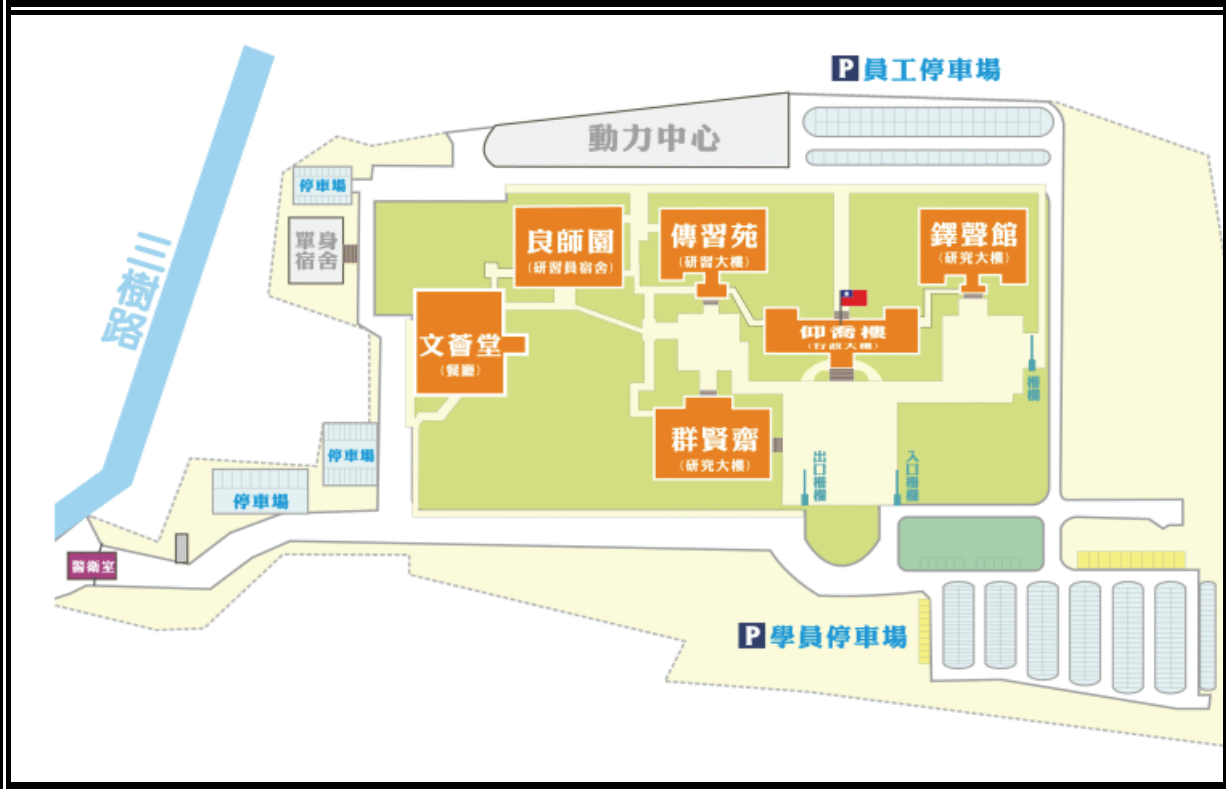 P 員工停車場
動力中心
停車場
單身
宿舍
三樹路
良師園
(研習員宿舍)
傳習苑
(研習大樓)
鐸聲館
(研究大樓)
仰喬樓
(行政大樓)
文薈堂
(餐廳)
群賢齋
(研究大樓)
柵欄
出口柵欄
入口柵欄
停車場
停車場
警衛室
P 學員停車場